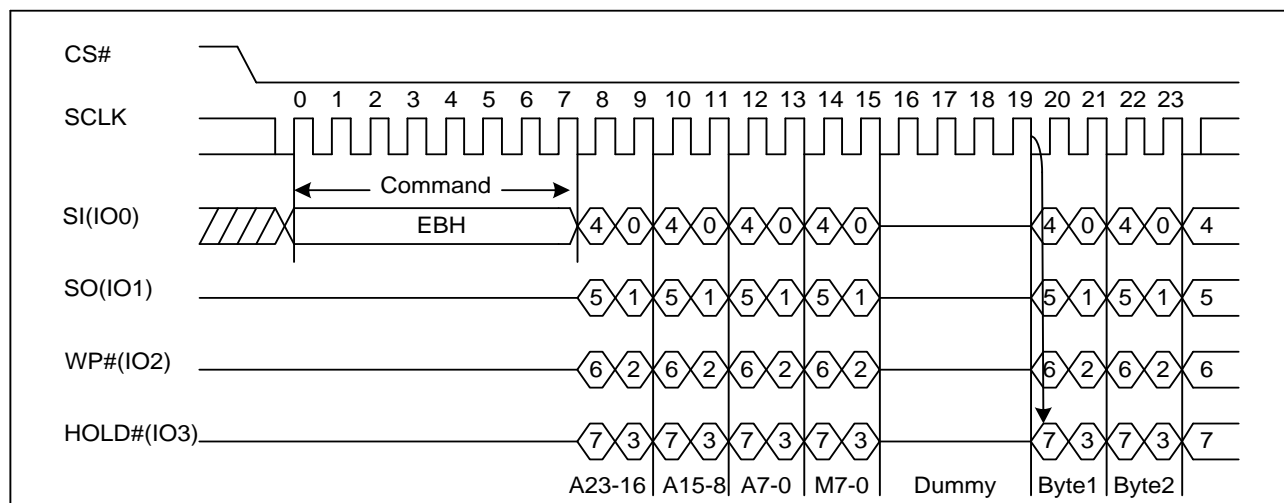 CS#
0 1 2 3 4 5 6 7 8 9 10 11 12 13 14 15 16 17 18 19 20 21 22 23
SCLK
Command
SI(IO0) EBH 4 0 4 0 4 0 4 0 4 0 4 0 4
SO(IO1) 5 1 5 1 5 1 5 1 5 1 5 1 5
WP#(IO2) 6 2 6 2 6 2 6 2 6 2 6 2 6
HOLD#(IO3) 7 3 7 3 7 3 7 3 7 3 7 3 7
A23-16 A15-8 A7-0 M7-0 Dummy Byte1 Byte2